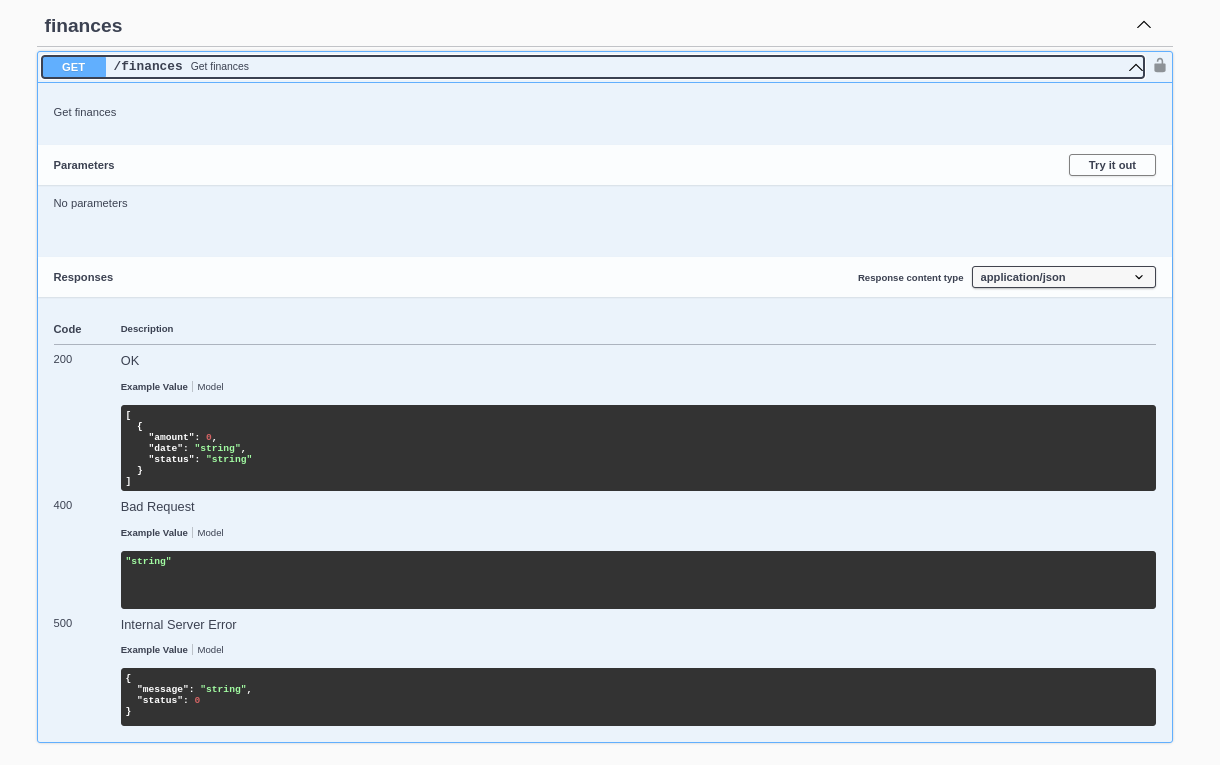 finances
GET /finances Get finances
Get finances
Parameters Try it out
No parameters
Responses Response content type application/json
Code Description
200 OK
Example Value Model
[
  {
    "amount": 0,
    "date": "string",
    "status": "string"
  }
]
400 Bad Request
Example Value Model
"string"
500 Internal Server Error
Example Value Model
{
  "message": "string",
  "status": 0
}